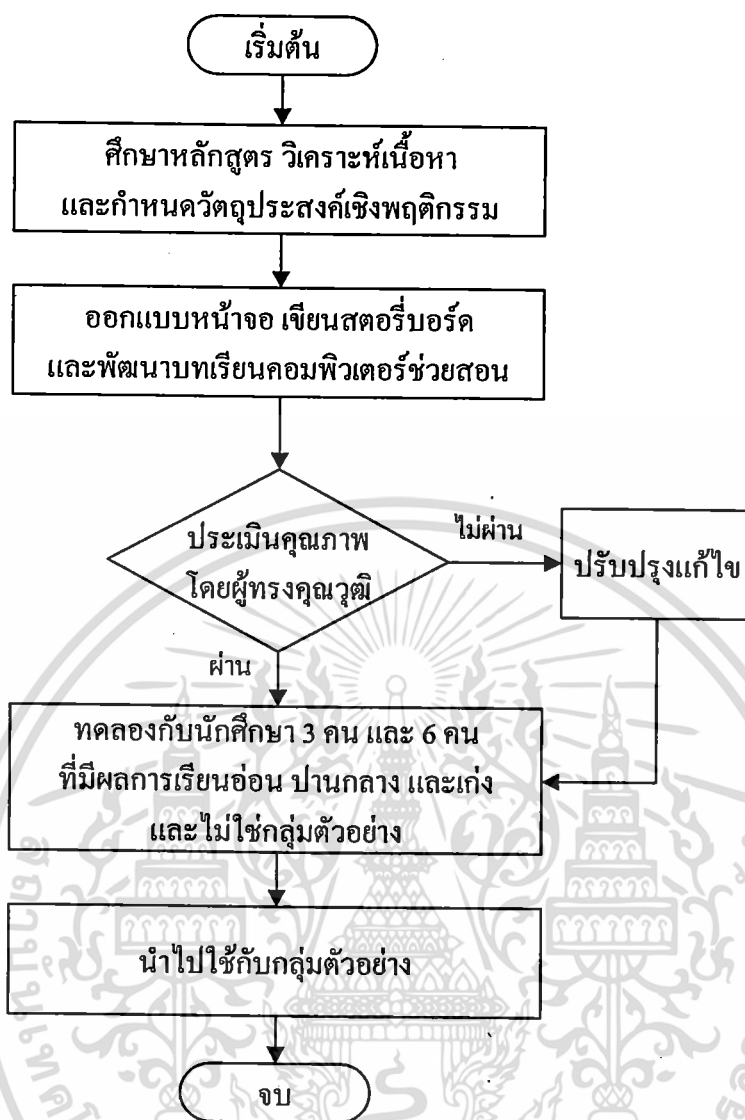 เริ่มต้น
ศึกษาหลักสูตร วิเคราะห์เนื้อหา
และกำหนดวัตถุประสงค์เชิงพฤติกรรม
ออกแบบหน้าจอ เขียนสตอรี่บอร์ด
และพัฒนาบทเรียนคอมพิวเตอร์ช่วยสอน
ประเมินคุณภาพ
โดยผู้ทรงคุณวุฒิ
ไม่ผ่าน
ปรับปรุงแก้ไข
ผ่าน
ทดลองกับนักศึกษา 3 คน และ 6 คน
ที่มีผลการเรียนอ่อน ปานกลาง และเก่ง
และไม่ใช่กลุ่มตัวอย่าง
นำไปใช้กับกลุ่มตัวอย่าง
จบ